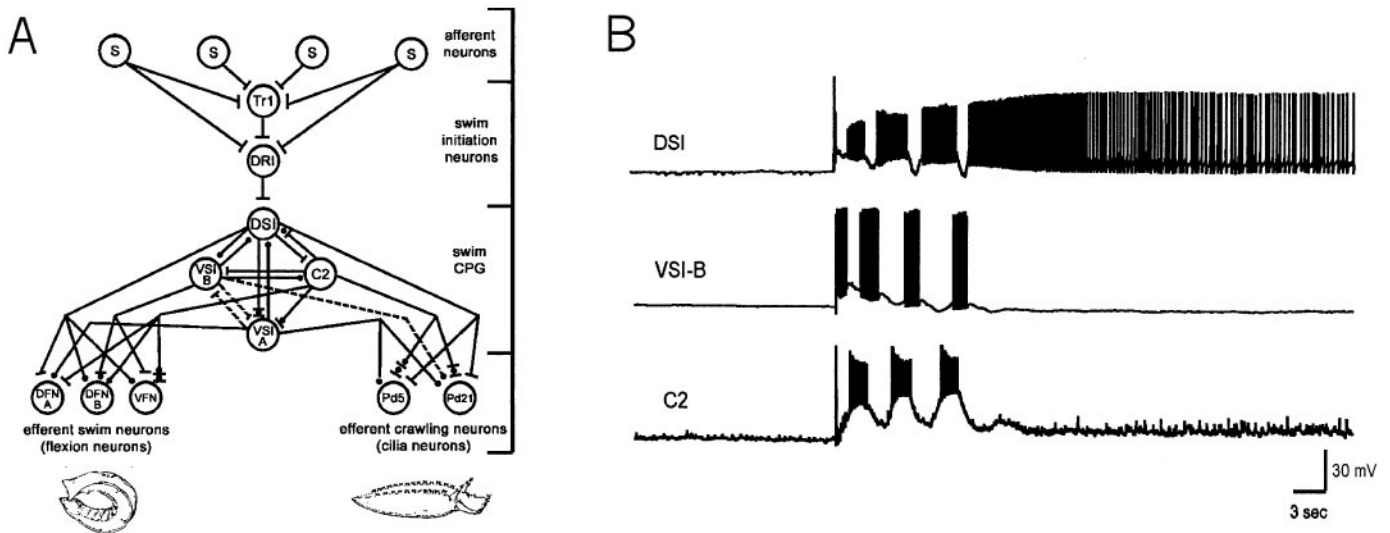 A
S
S
S
S
afferent
neurons
Tr1
swim
initiation
neurons
DRI
DSI
swim
CPG
VSI
B
C2
VSI
A
DFN
A
DFN
B
VFN
Pd5
Pd21
efferent swim neurons
(flexion neurons)
efferent crawling neurons
(cilia neurons)
B
DSI
VSI-B
C2
30 mV
3 sec